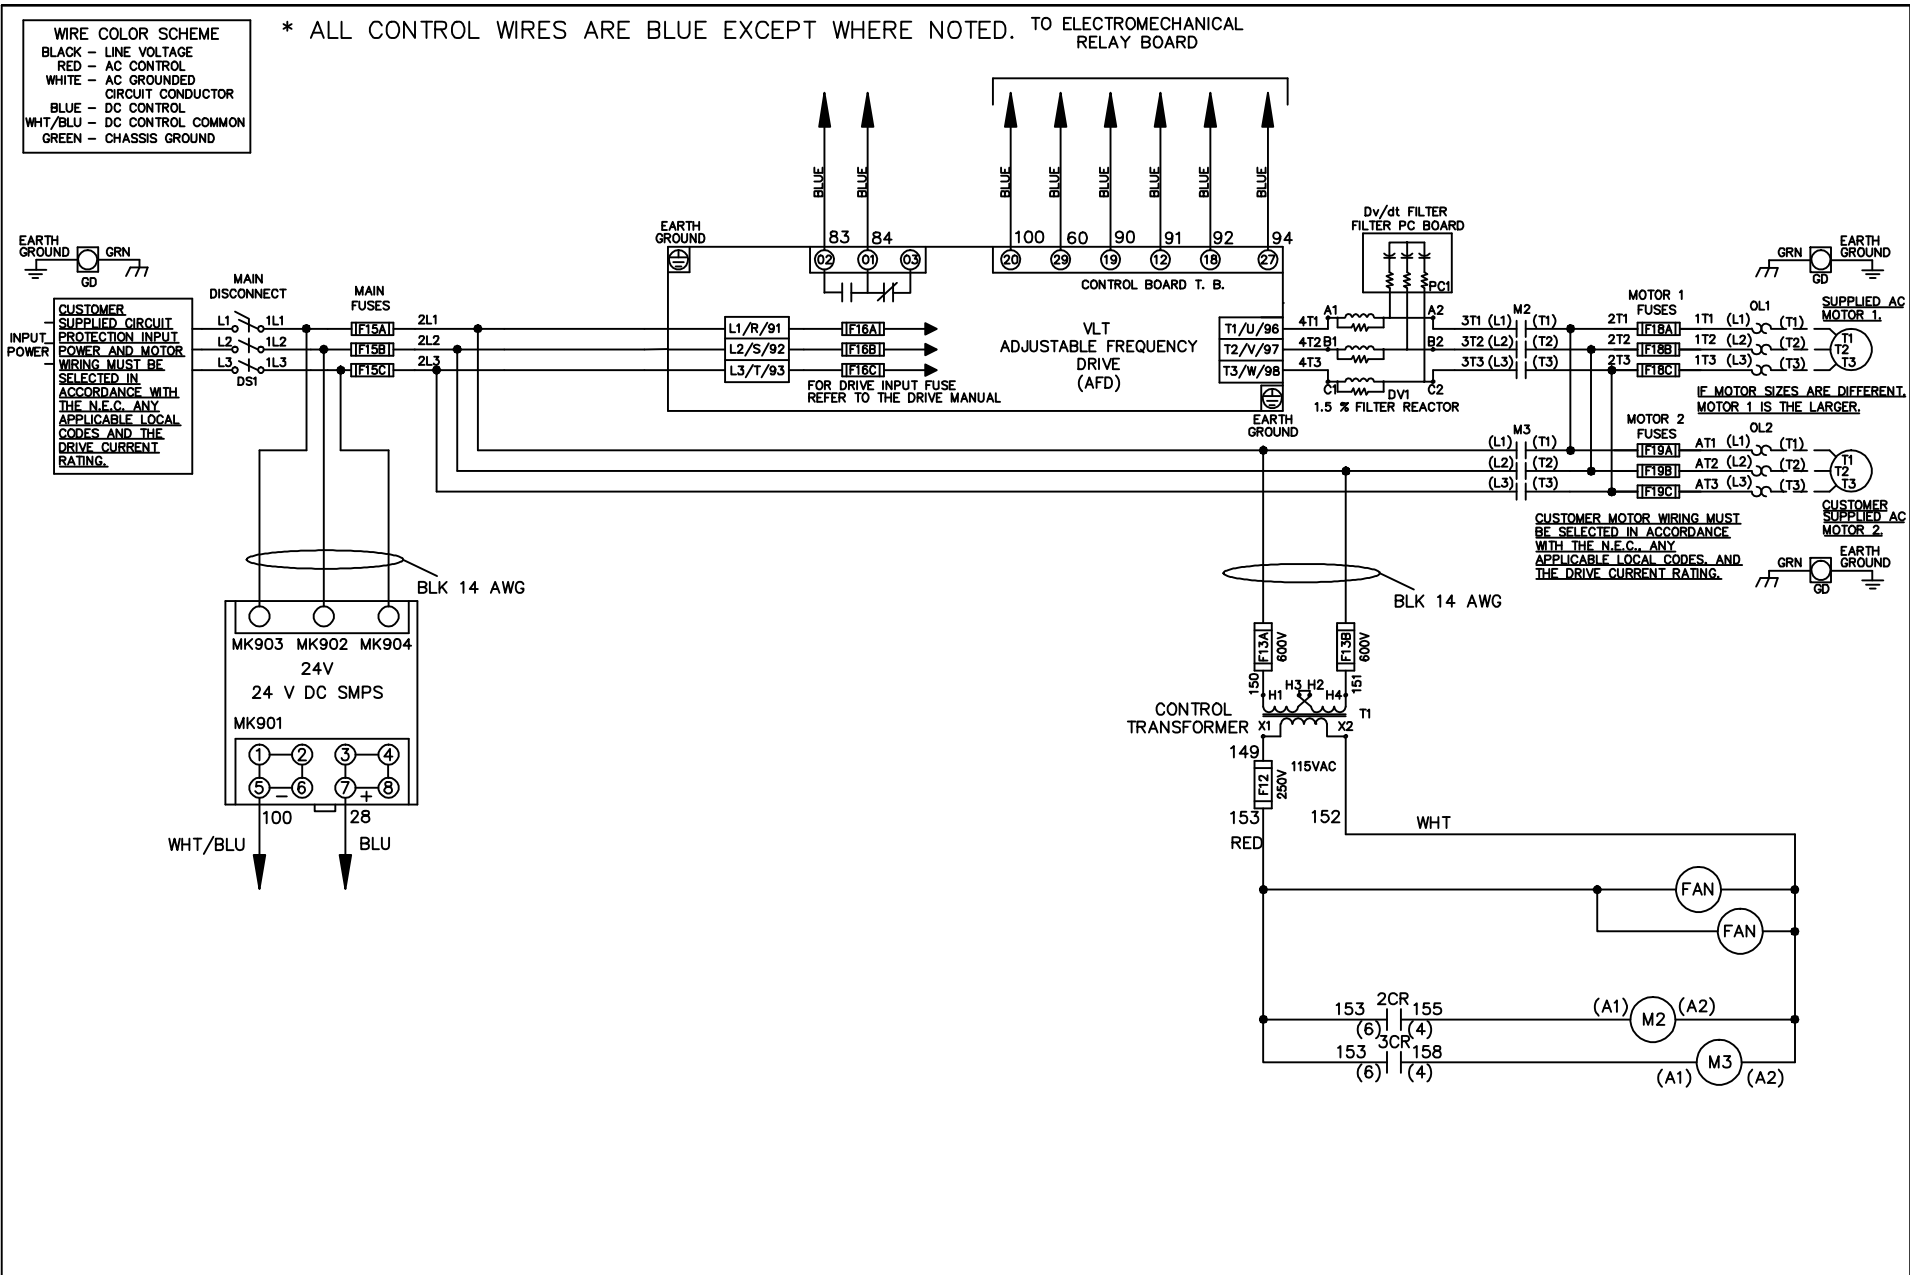 WIRE COLOR SCHEME
BLACK – LINE VOLTAGE
RED – AC CONTROL
WHITE – AC GROUNDED
CIRCUIT CONDUCTOR
BLUE – DC CONTROL
WHT/BLU – DC CONTROL COMMON
GREEN – CHASSIS GROUND
* ALL CONTROL WIRES ARE BLUE EXCEPT WHERE NOTED.
TO ELECTROMECHANICAL
RELAY BOARD
BLUE BLUE BLUE BLUE BLUE BLUE BLUE BLUE
83 84 100 60 90 91 92 94
02 01 03 20 29 19 12 18 27
CONTROL BOARD T. B.
EARTH
GROUND
GRN
GD
INPUT
POWER
CUSTOMER
SUPPLIED CIRCUIT
PROTECTION INPUT
POWER AND MOTOR
WIRING MUST BE
SELECTED IN
ACCORDANCE WITH
THE N.E.C. ANY
APPLICABLE LOCAL
CODES AND THE
DRIVE CURRENT
RATING.
MAIN
DISCONNECT
L1 1L1
L2 1L2
L3 1L3
DS1
MAIN
FUSES
F15A 2L1
F15B 2L2
F15C 2L3
EARTH
GROUND
L1/R/91 F16A
L2/S/92 F16B
L3/T/93 F16C
FOR DRIVE INPUT FUSE
REFER TO THE DRIVE MANUAL
VLT
ADJUSTABLE FREQUENCY
DRIVE
(AFD)
T1/U/96 4T1
T2/V/97 4T2
T3/W/98 4T3
EARTH
GROUND
Dv/dt FILTER
FILTER PC BOARD
PC1
A1 A2
B1 B2
C1 C2
DV1
1.5 % FILTER REACTOR
M2
3T1 (L1) (T1)
3T2 (L2) (T2)
3T3 (L3) (T3)
MOTOR 1
FUSES
2T1 F18A 1T1 (L1) (T1)
2T2 F18B 1T2 (L2) (T2)
2T3 F18C 1T3 (L3) (T3)
OL1
GRN
GD
EARTH
GROUND
SUPPLIED AC
MOTOR 1.
T1
T2
T3
IF MOTOR SIZES ARE DIFFERENT,
MOTOR 1 IS THE LARGER.
M3
(L1) (T1)
(L2) (T2)
(L3) (T3)
MOTOR 2
FUSES
F19A AT1 (L1) (T1)
F19B AT2 (L2) (T2)
F19C AT3 (L3) (T3)
OL2
T1
T2
T3
CUSTOMER
SUPPLIED AC
MOTOR 2.
CUSTOMER MOTOR WIRING MUST
BE SELECTED IN ACCORDANCE
WITH THE N.E.C., ANY
APPLICABLE LOCAL CODES, AND
THE DRIVE CURRENT RATING.
GRN
GD
EARTH
GROUND
BLK 14 AWG
MK903 MK902 MK904
24V
24 V DC SMPS
MK901
1 2 3 4
5 – 6 7 + 8
100 28
WHT/BLU BLU
BLK 14 AWG
F13A 600V F13B 600V
150 151
H1 H3 H2 H4
CONTROL
TRANSFORMER
X1 X2 T1
149
115VAC
F12 250V
153 152
RED WHT
FAN
FAN
2CR
153 155 (A1) M2 (A2)
(6) (4)
3CR
153 158
(6) (4)
(A1) M3 (A2)